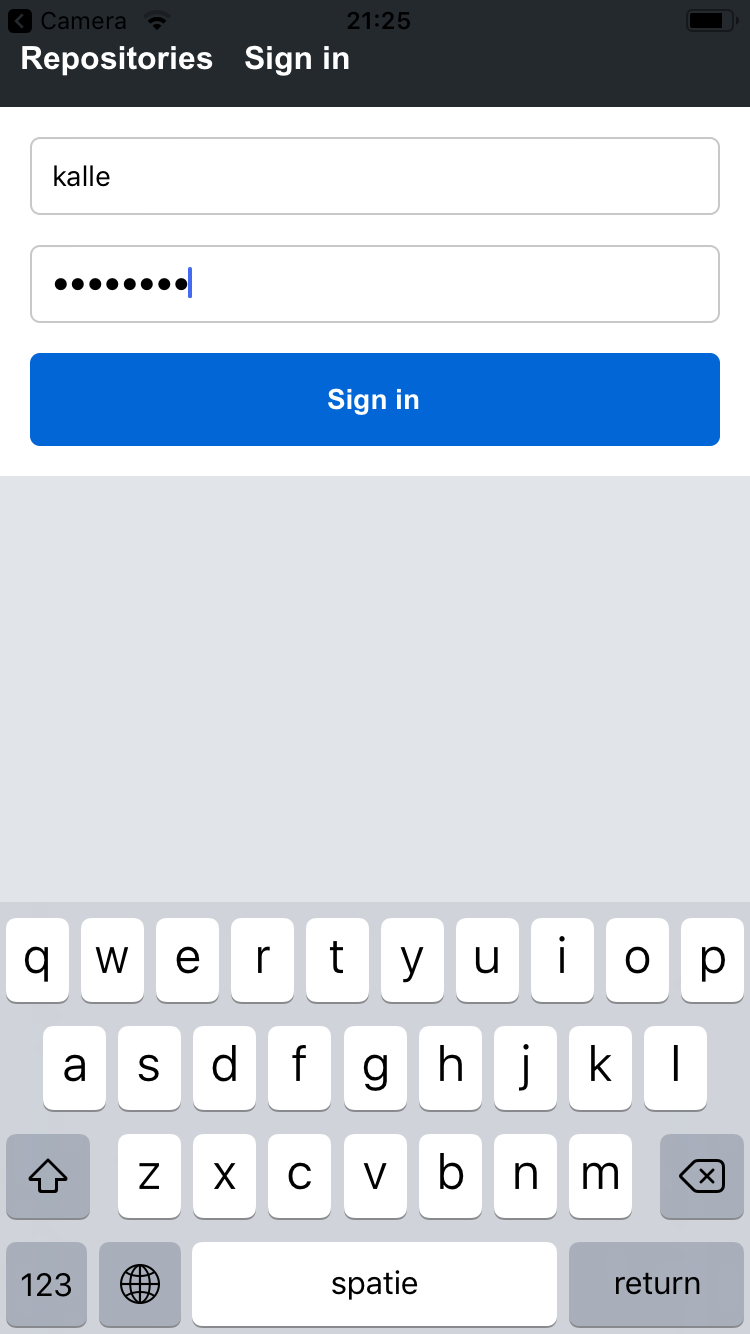 Camera 21:25
Repositories Sign in
kalle
••••••••
Sign in
q w e r t y u i o p
a s d f g h j k l
z x c v b n m
123 spatie return